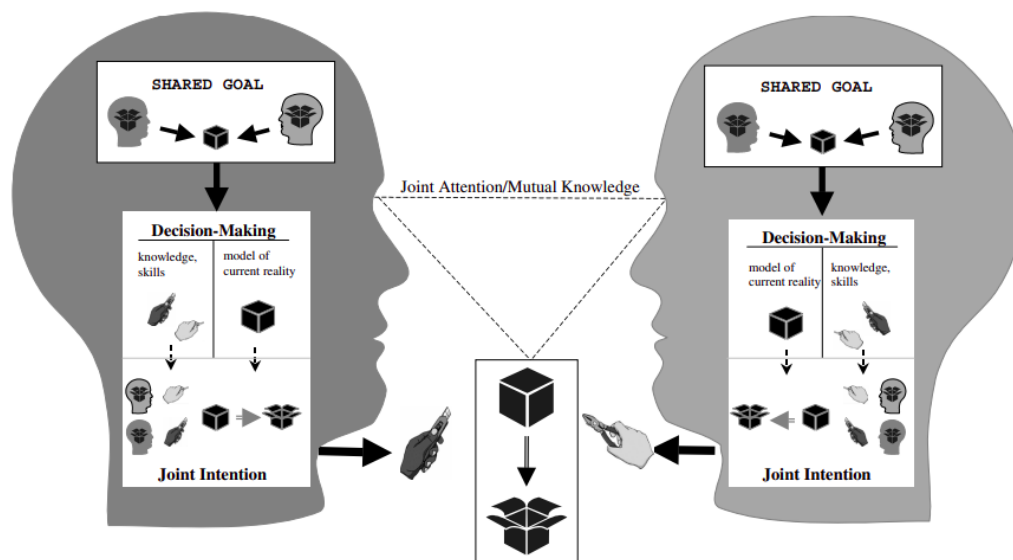 SHARED GOAL
Decision-Making
knowledge,
skills
model of
current reality
Joint Intention
Joint Attention/Mutual Knowledge
SHARED GOAL
Decision-Making
model of
current reality
knowledge,
skills
Joint Intention